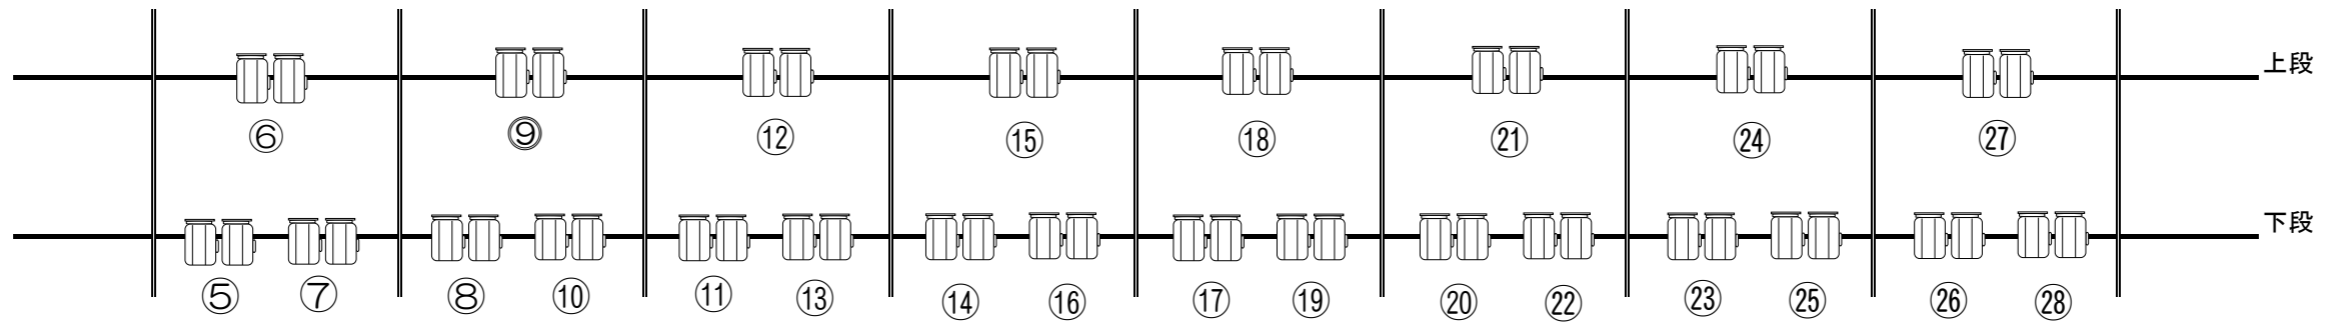 ⑥ ⑨ ⑫ ⑮ ⑱ ㉑ ㉔ ㉗ 上段
⑤ ⑦ ⑧ ⑩ ⑪ ⑬ ⑭ ⑯ ⑰ ⑲ ⑳ ㉒ ㉓ ㉕ ㉖ ㉘ 下段